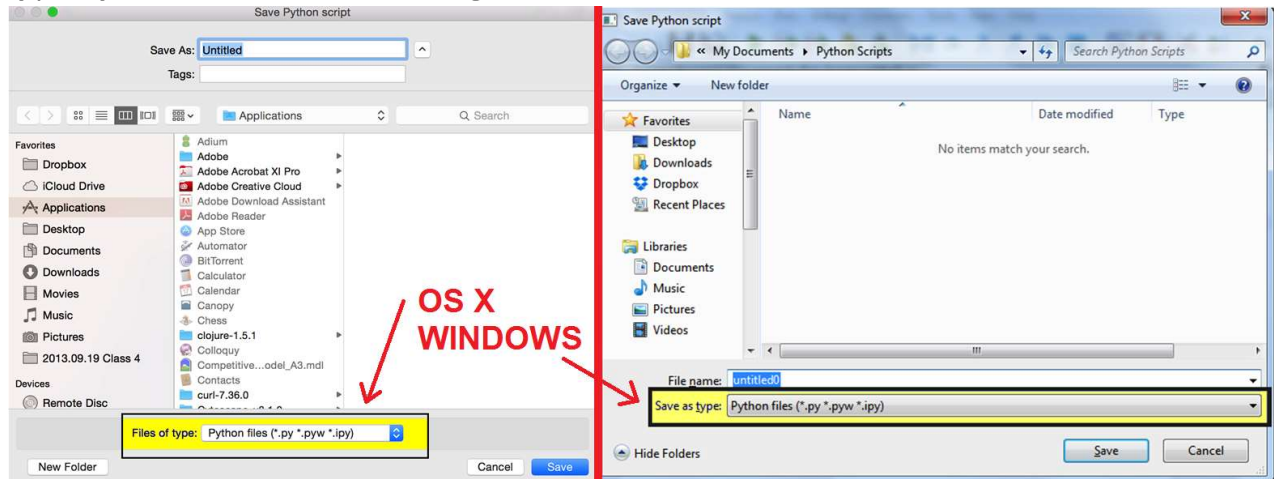 Save Python script
Save As: Untitled
Tags:
Applications
Search
Favorites
Dropbox
iCloud Drive
Applications
Desktop
Documents
Downloads
Movies
Music
Pictures
2013.09.19 Class 4
Devices
Remote Disc
Adium
Adobe
Adobe Acrobat XI Pro
Adobe Creative Cloud
Adobe Download Assistant
Adobe Reader
App Store
Automator
BitTorrent
Calculator
Calendar
Canopy
Chess
clojure-1.5.1
Colloquy
Competitive...odel_A3.mdl
Contacts
curl-7.36.0
Files of type: Python files (*.py *.pyw *.ipy)
New Folder
Cancel
Save
OS X
WINDOWS
Save Python script
« My Documents Python Scripts
Search Python Scripts
Organize
New folder
Name
Date modified
Type
No items match your search.
Favorites
Desktop
Downloads
Dropbox
Recent Places
Libraries
Documents
Music
Pictures
Videos
File name: untitled0
Save as type: Python files (*.py *.pyw *.ipy)
Hide Folders
Save
Cancel